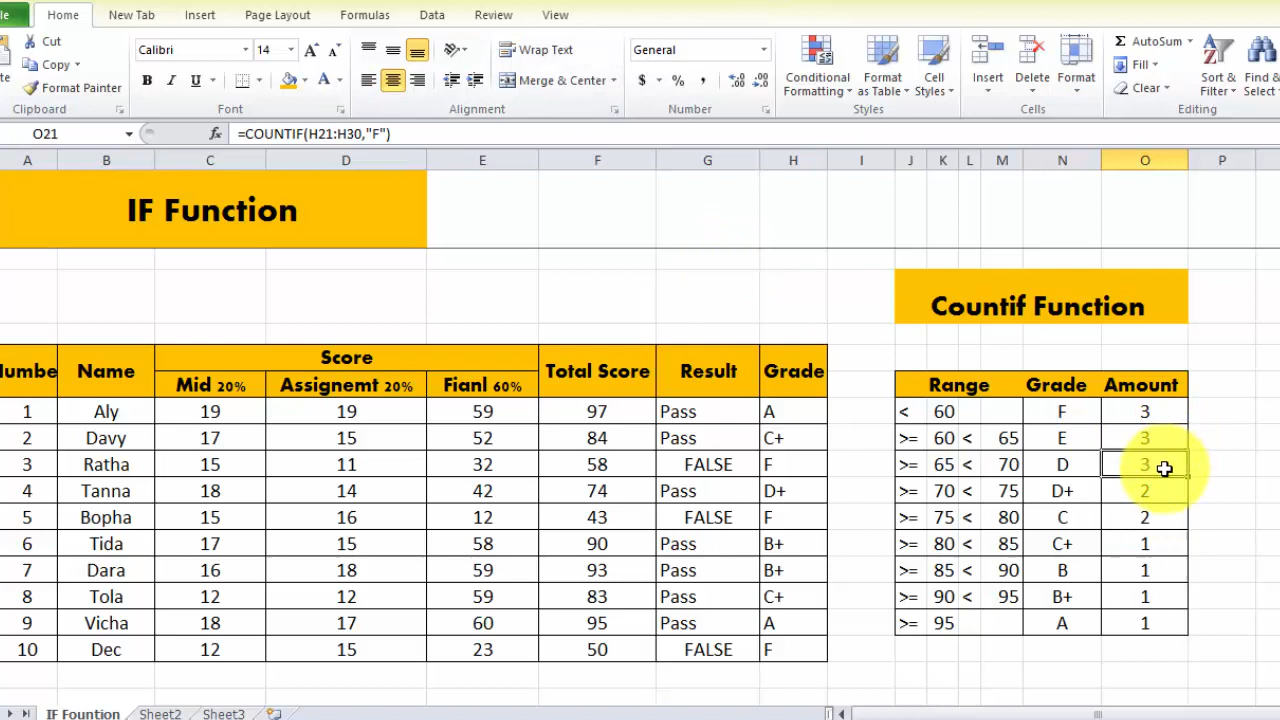 Home New Tab Insert Page Layout Formulas Data Review View
Cut
Copy
Format Painter
Clipboard
Calibri 14
B I U
Font
Wrap Text
Merge & Center
Alignment
General
$ % ,
Number
Conditional Formatting
Format as Table
Cell Styles
Styles
Insert Delete Format
Cells
Σ AutoSum
Fill
Clear
Sort & Filter
Find & Select
Editing
O21 fx =COUNTIF(H21:H30,"F")
A B C D E F G H I J K L M N O P
IF Function
Countif Function
Score
Numbe Name Mid 20% Assignemt 20% Fianl 60% Total Score Result Grade
1 Aly 19 19 59 97 Pass A
2 Davy 17 15 52 84 Pass C+
3 Ratha 15 11 32 58 FALSE F
4 Tanna 18 14 42 74 Pass D+
5 Bopha 15 16 12 43 FALSE F
6 Tida 17 15 58 90 Pass B+
7 Dara 16 18 59 93 Pass B+
8 Tola 12 12 59 83 Pass C+
9 Vicha 18 17 60 95 Pass A
10 Dec 12 15 23 50 FALSE F
Range Grade Amount
< 60 F 3
>= 60 < 65 E 3
>= 65 < 70 D 3
>= 70 < 75 D+ 2
>= 75 < 80 C 2
>= 80 < 85 C+ 1
>= 85 < 90 B 1
>= 90 < 95 B+ 1
>= 95 A 1
IF Fountion Sheet2 Sheet3